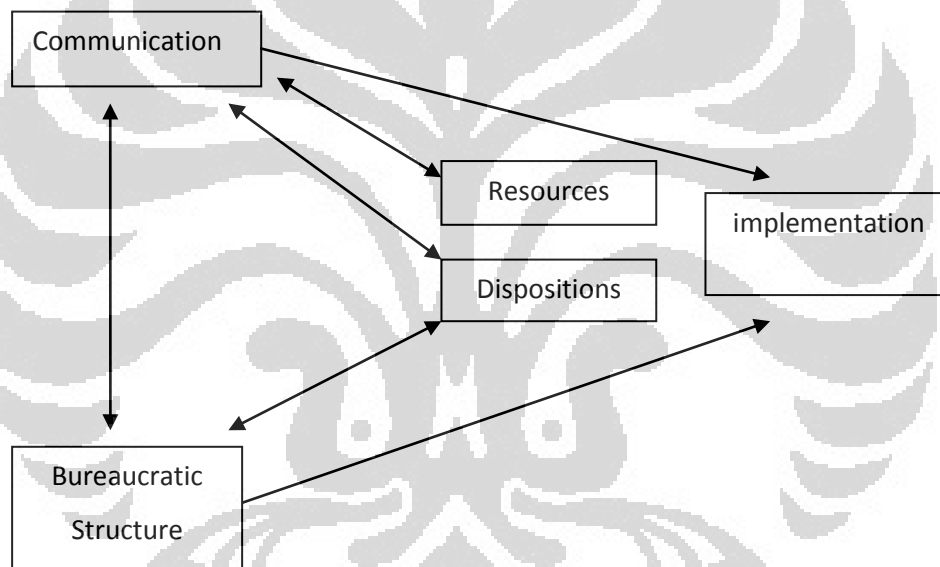 Communication
Resources
implementation
Dispositions
Bureaucratic
Structure